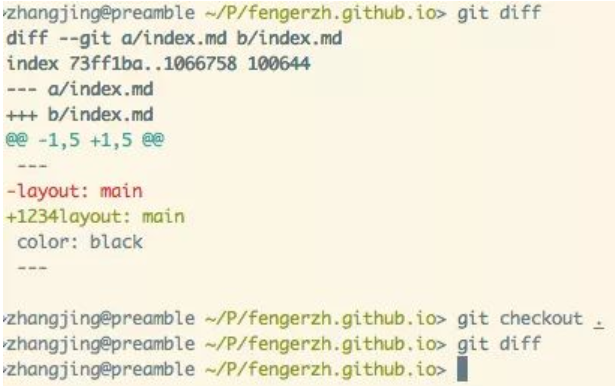 zhangjing@preamble ~/P/fengerzh.github.io> git diff
diff --git a/index.md b/index.md
index 73ff1ba..1066758 100644
--- a/index.md
+++ b/index.md
@@ -1,5 +1,5 @@
 ---
-layout: main
+1234layout: main
 color: black
 ---
zhangjing@preamble ~/P/fengerzh.github.io> git checkout .
zhangjing@preamble ~/P/fengerzh.github.io> git diff
zhangjing@preamble ~/P/fengerzh.github.io>